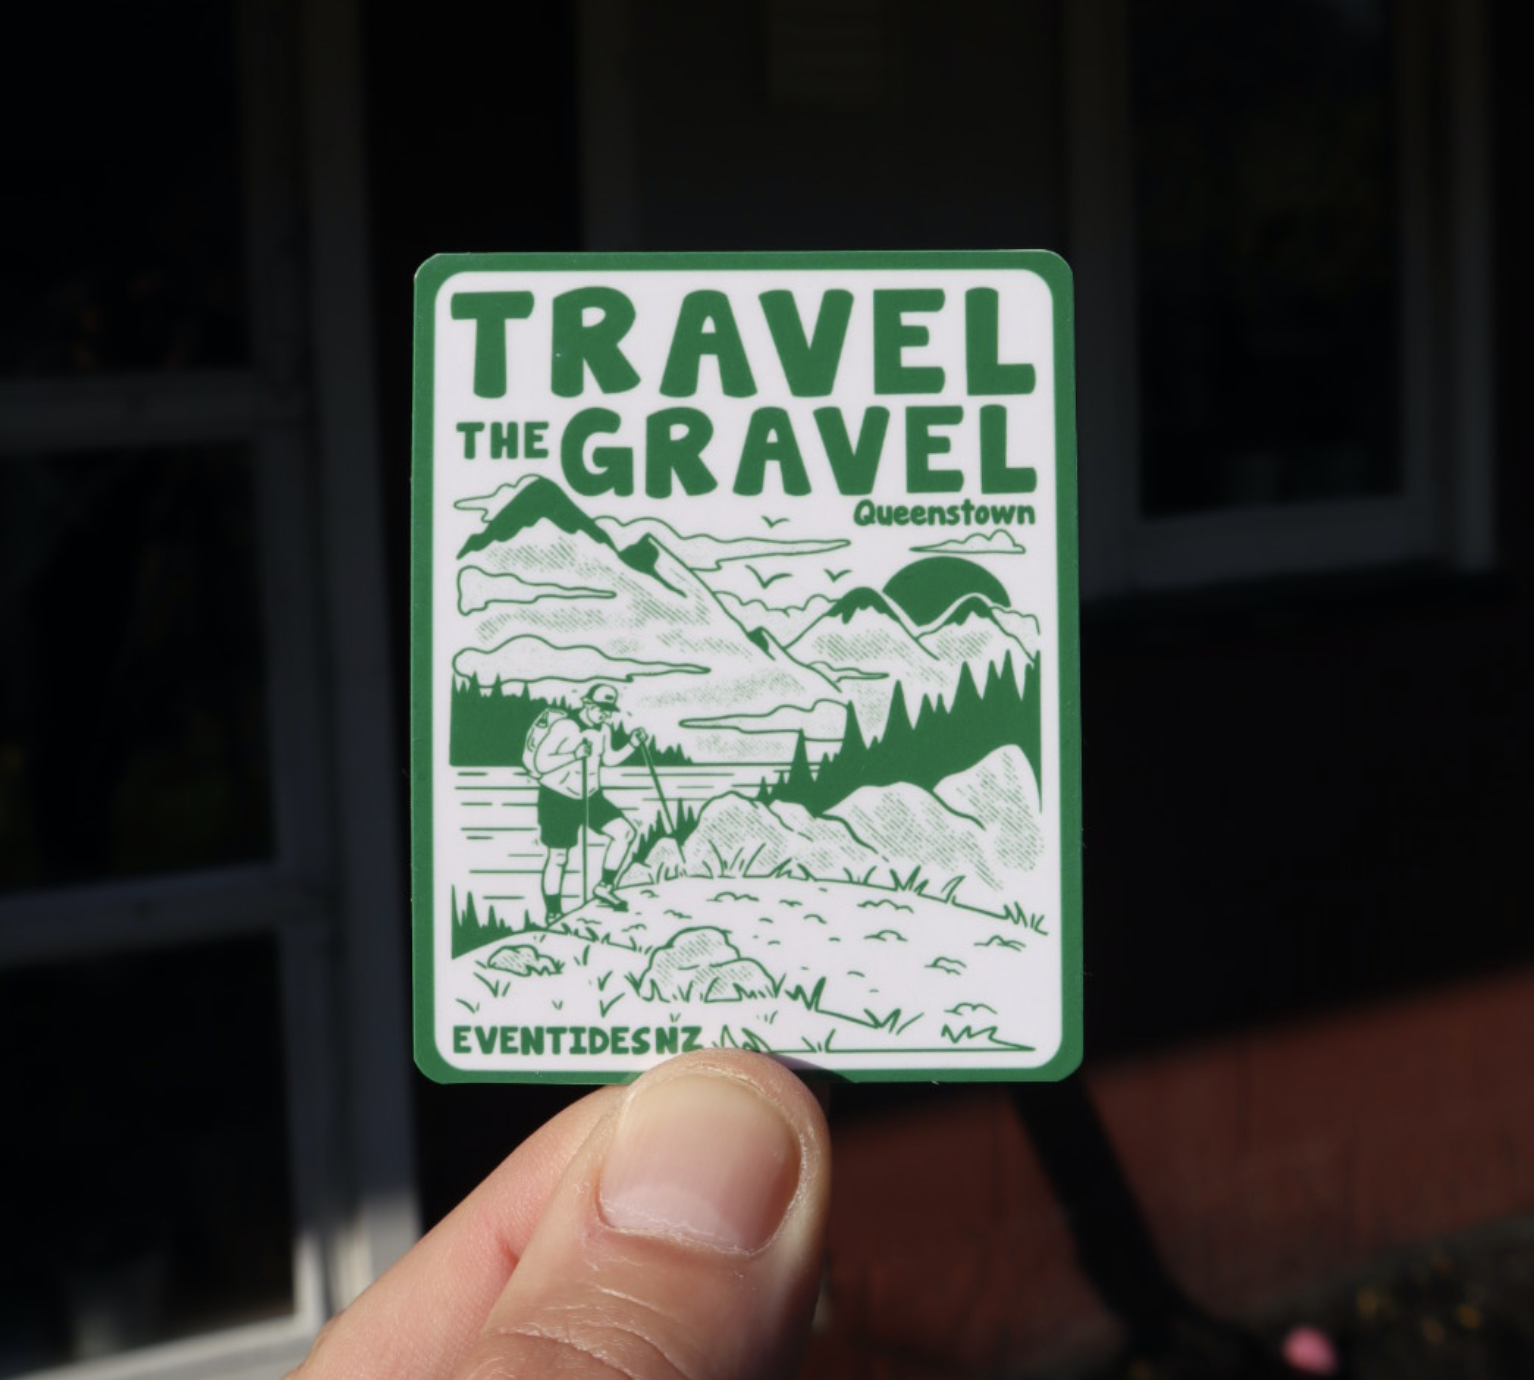 TRAVEL
THE GRAVEL
Queenstown
EVENTIDESNZ